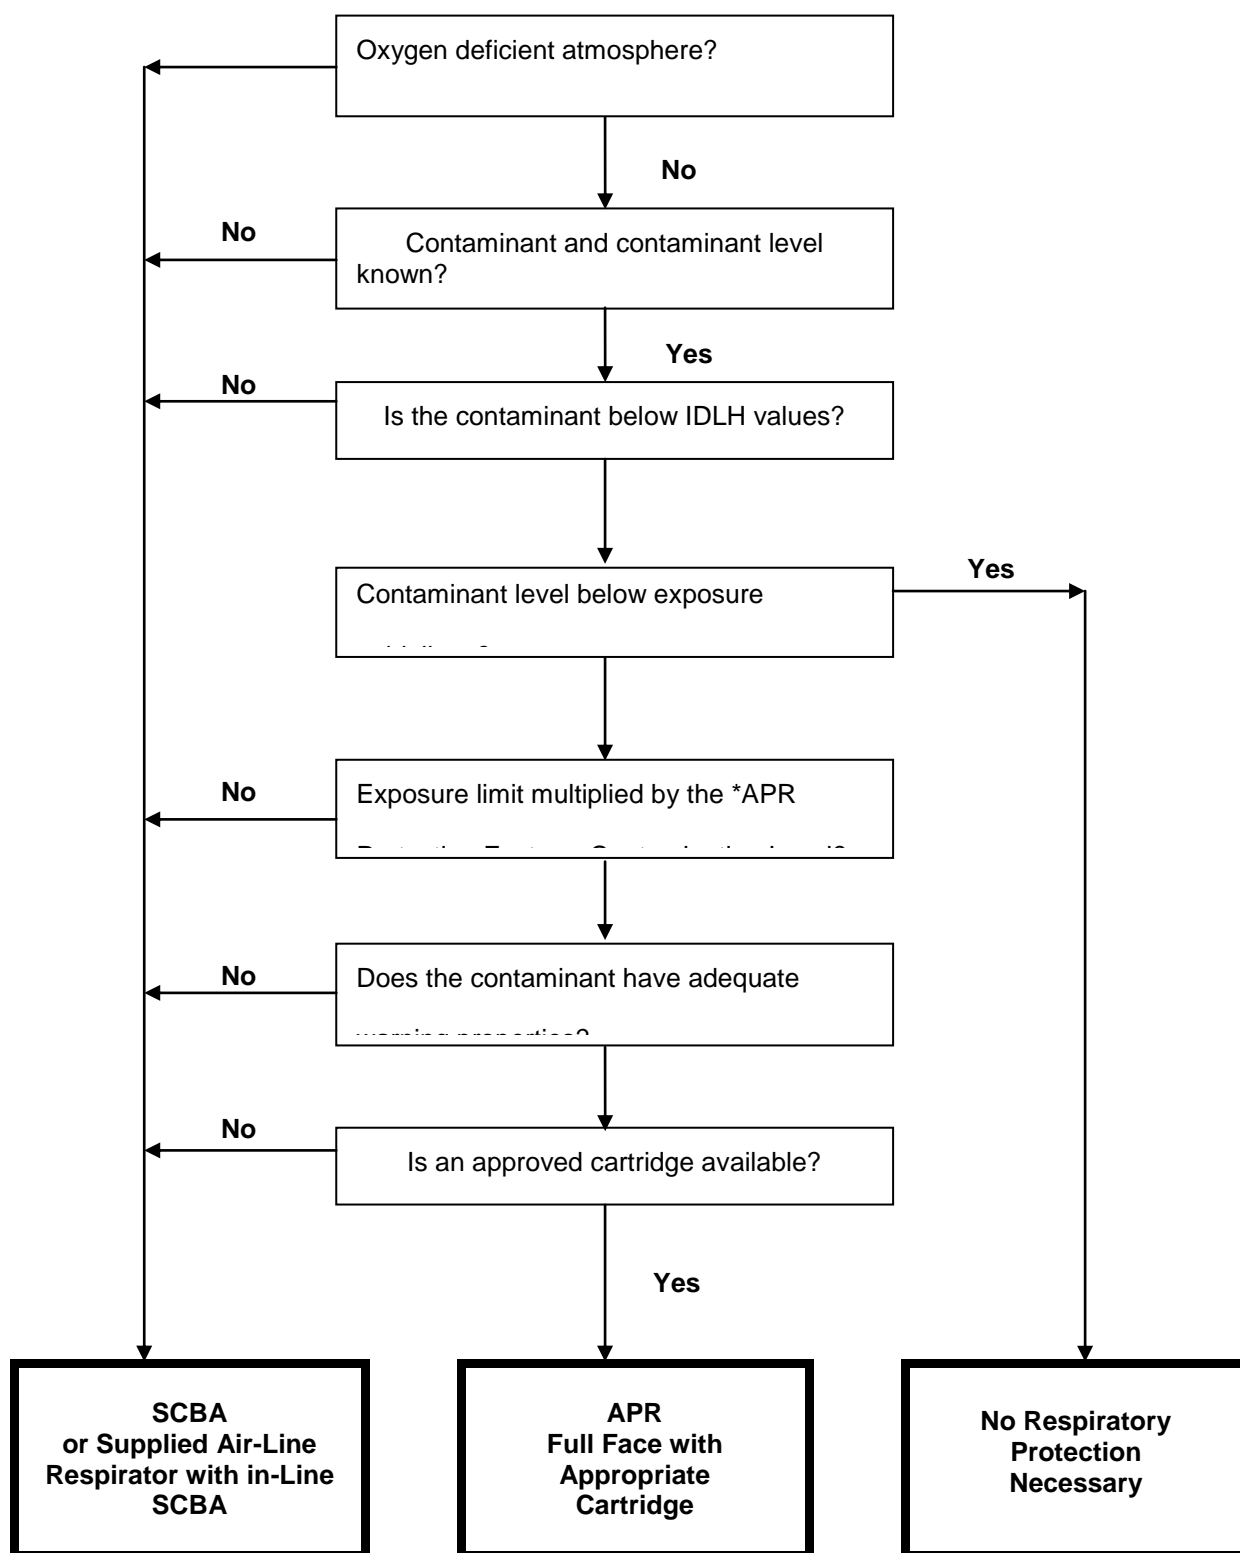 Oxygen deficient atmosphere?
No
No
Contaminant and contaminant level
known?
Yes
No
Is the contaminant below IDLH values?
Yes
Contaminant level below exposure
No
Exposure limit multiplied by the *APR
No
Does the contaminant have adequate
warning properties?
No
Is an approved cartridge available?
Yes
SCBA
or Supplied Air-Line
Respirator with in-Line
SCBA
APR
Full Face with
Appropriate
Cartridge
No Respiratory
Protection
Necessary